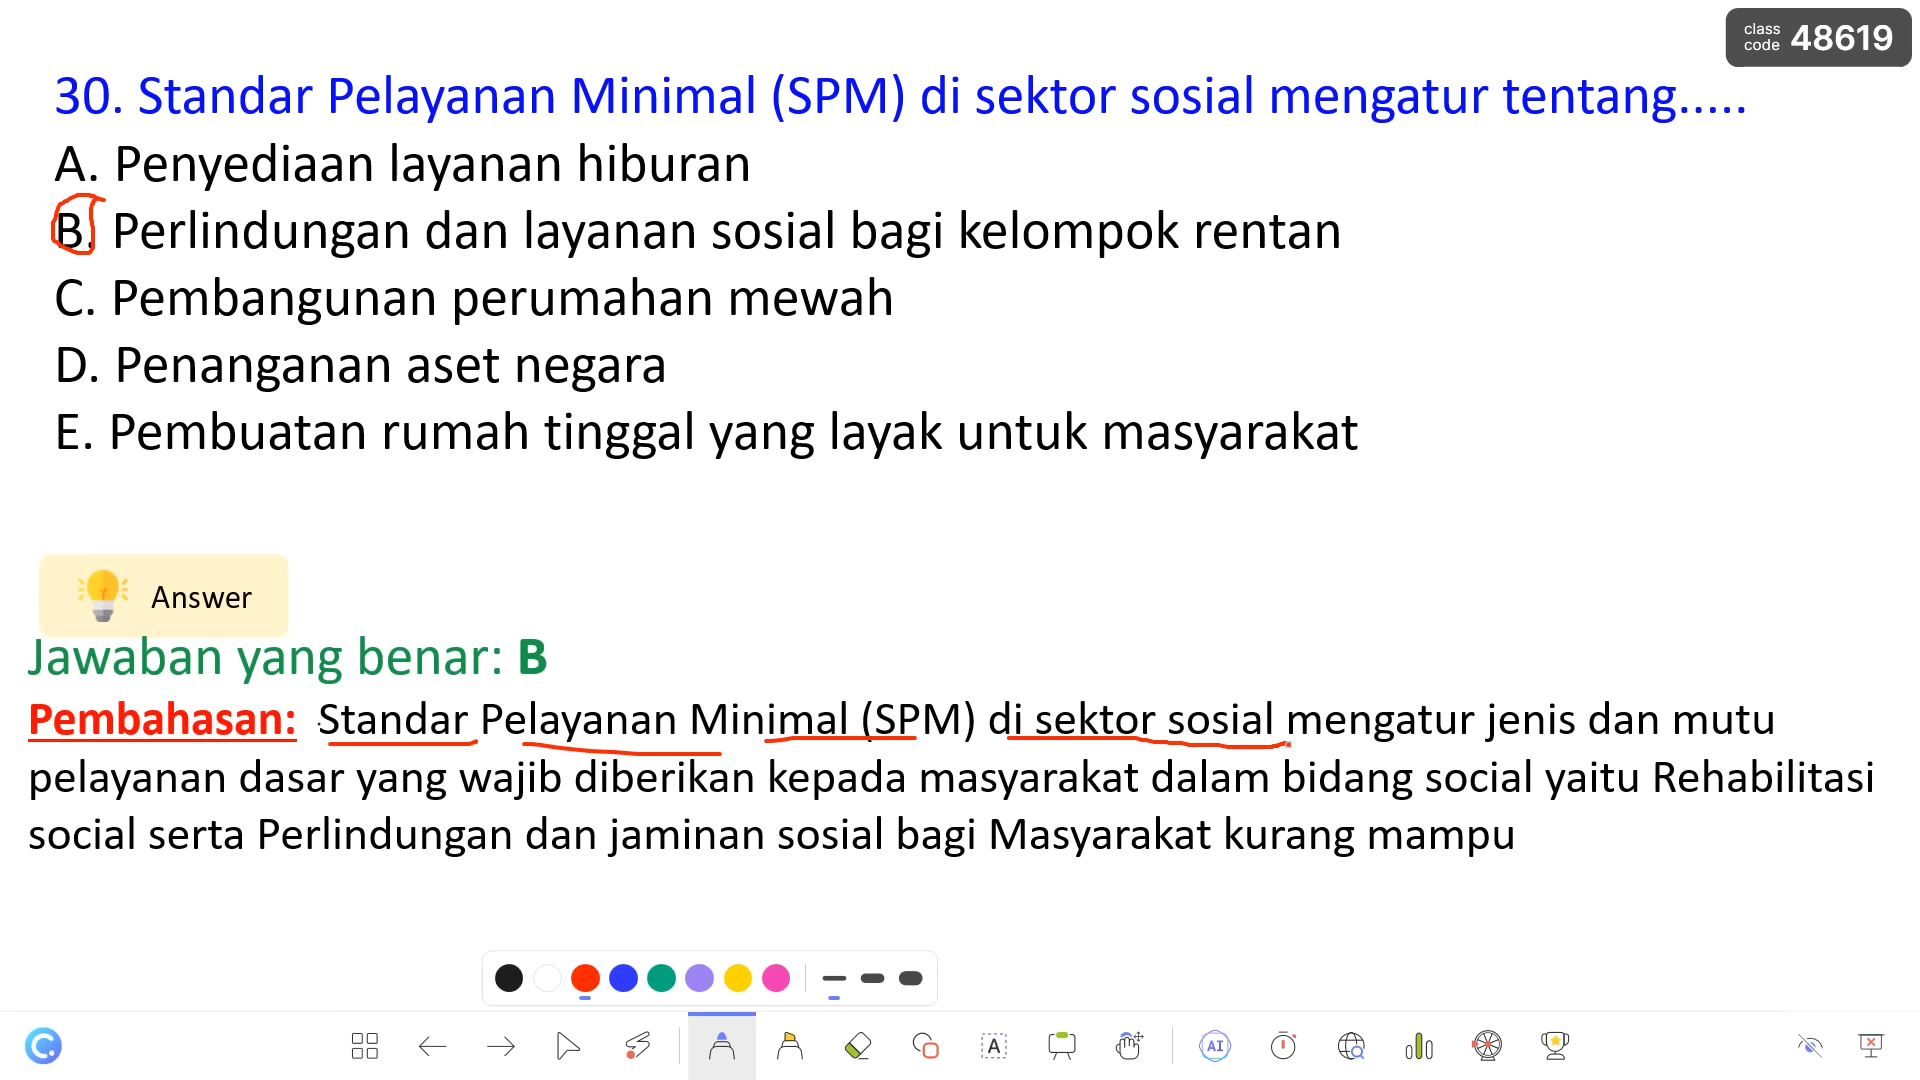 class
code 48619
30. Standar Pelayanan Minimal (SPM) di sektor sosial mengatur tentang.....
A. Penyediaan layanan hiburan
B. Perlindungan dan layanan sosial bagi kelompok rentan
C. Pembangunan perumahan mewah
D. Penanganan aset negara
E. Pembuatan rumah tinggal yang layak untuk masyarakat
Answer
Jawaban yang benar: B
Pembahasan: Standar Pelayanan Minimal (SPM) di sektor sosial mengatur jenis dan mutu
pelayanan dasar yang wajib diberikan kepada masyarakat dalam bidang social yaitu Rehabilitasi
social serta Perlindungan dan jaminan sosial bagi Masyarakat kurang mampu
A
AI